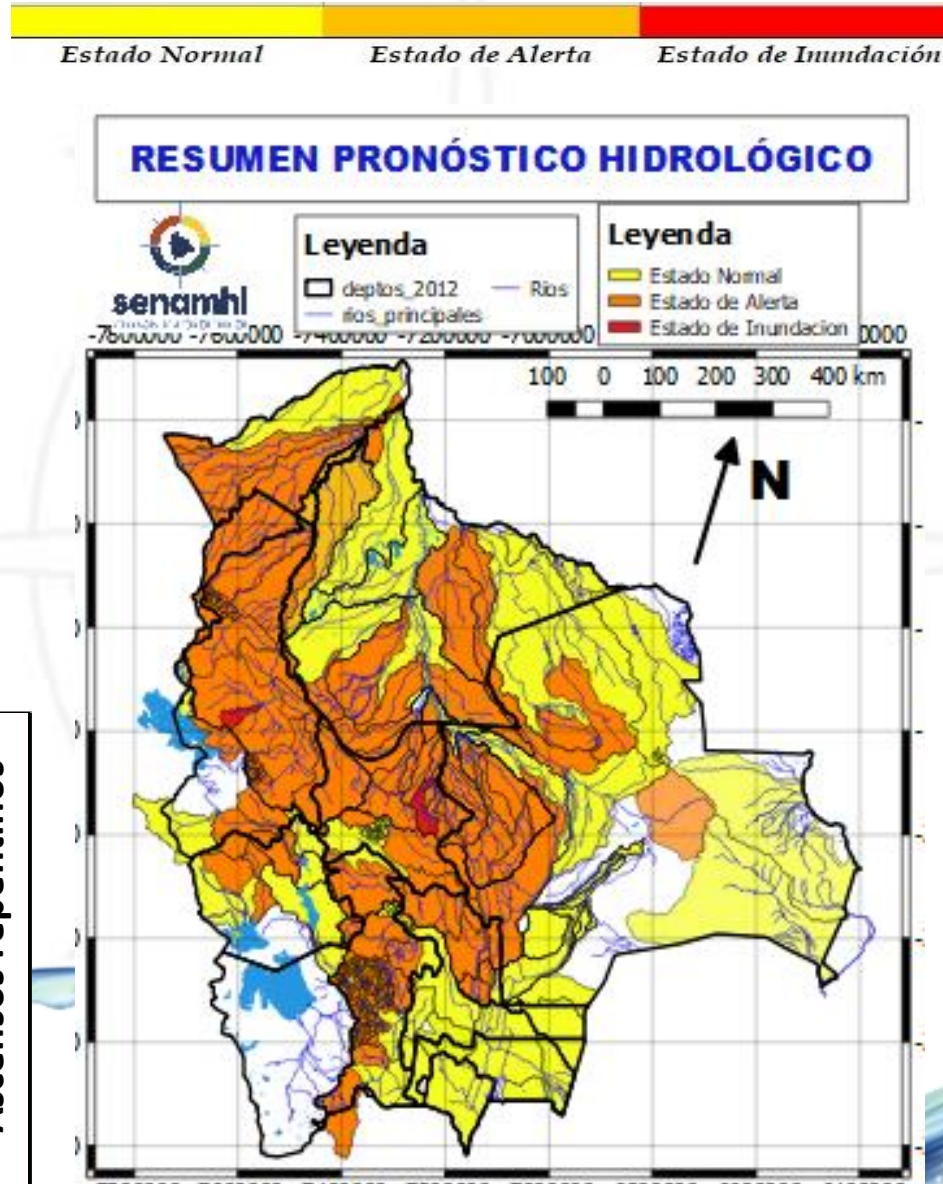 Estado Normal Estado de Alerta Estado de Inundación
RESUMEN PRONÓSTICO HIDROLÓGICO
senamhi
Leyenda
deptos_2012 Rios
rios_principales
Leyenda
Estado Normal
Estado de Alerta
Estado de Inundacion
-7800000 -7600000 -7400000 -7200000 -7000000
100 0 100 200 300 400 km
N